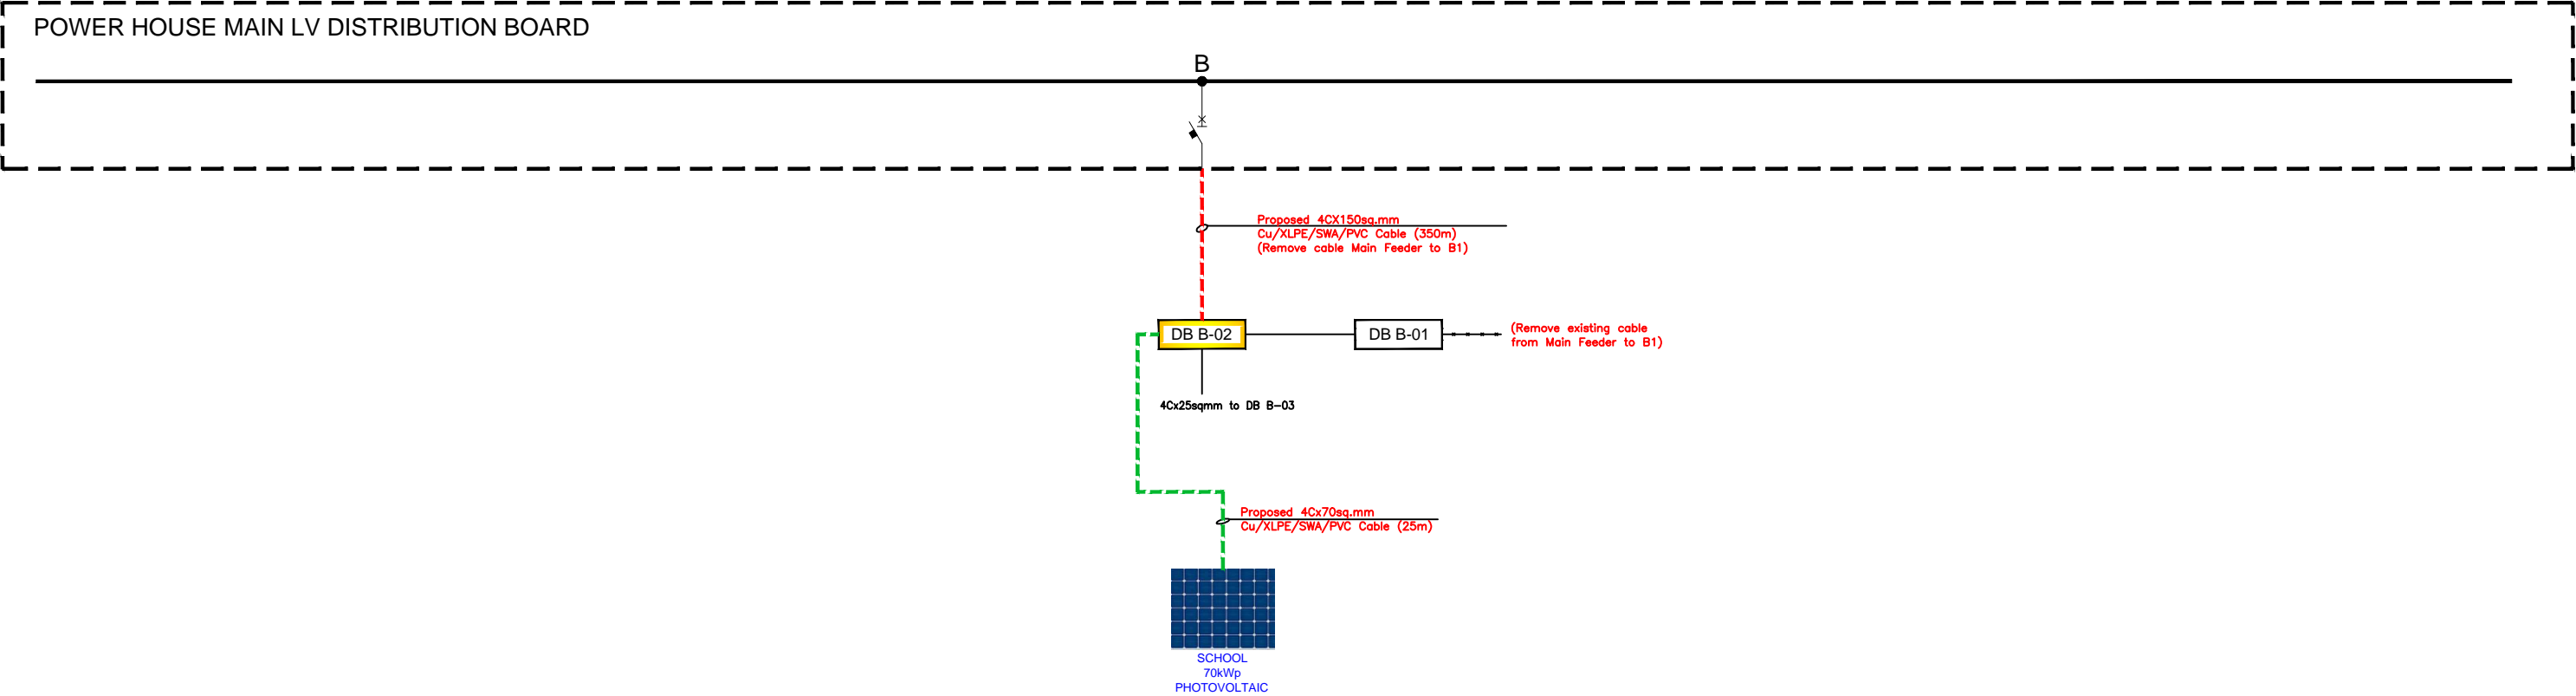 POWER HOUSE MAIN LV DISTRIBUTION BOARD
B
Proposed 4CX150sq.mm
Cu/XLPE/SWA/PVC Cable (350m)
(Remove cable Main Feeder to B1)
DB B-02
DB B-01
(Remove existing cable
from Main Feeder to B1)
4Cx25sqmm to DB B-03
Proposed 4Cx70sq.mm
Cu/XLPE/SWA/PVC Cable (25m)
SCHOOL
70kWp
PHOTOVOLTAIC